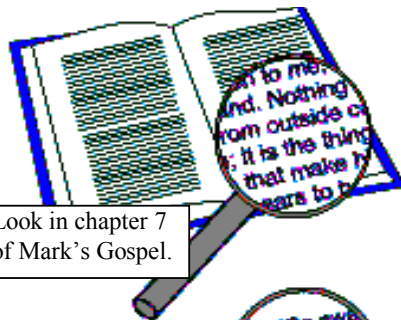 to me,
nd. Nothing
rom outside c
; it is the thing
that make h
ears to b
Look in chapter 7
of Mark’s Gospel.